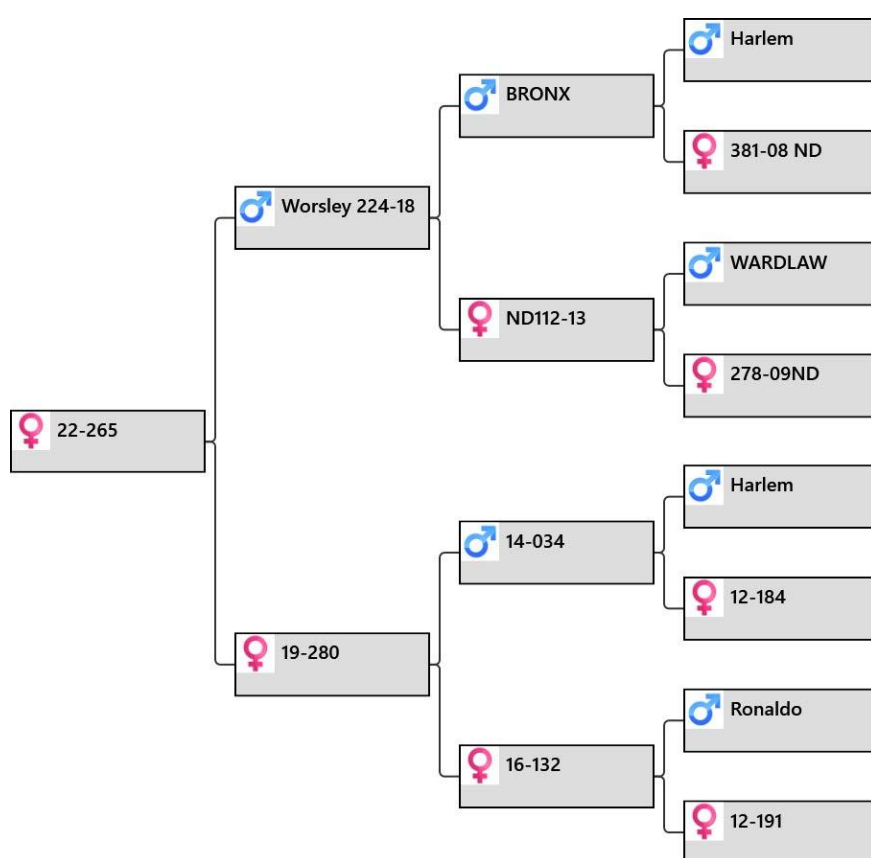 Harlem
BRONX
381-08 ND
Worsley 224-18
WARDLAW
ND112-13
278-09ND
22-265
Harlem
14-034
12-184
19-280
Ronaldo
16-132
12-191